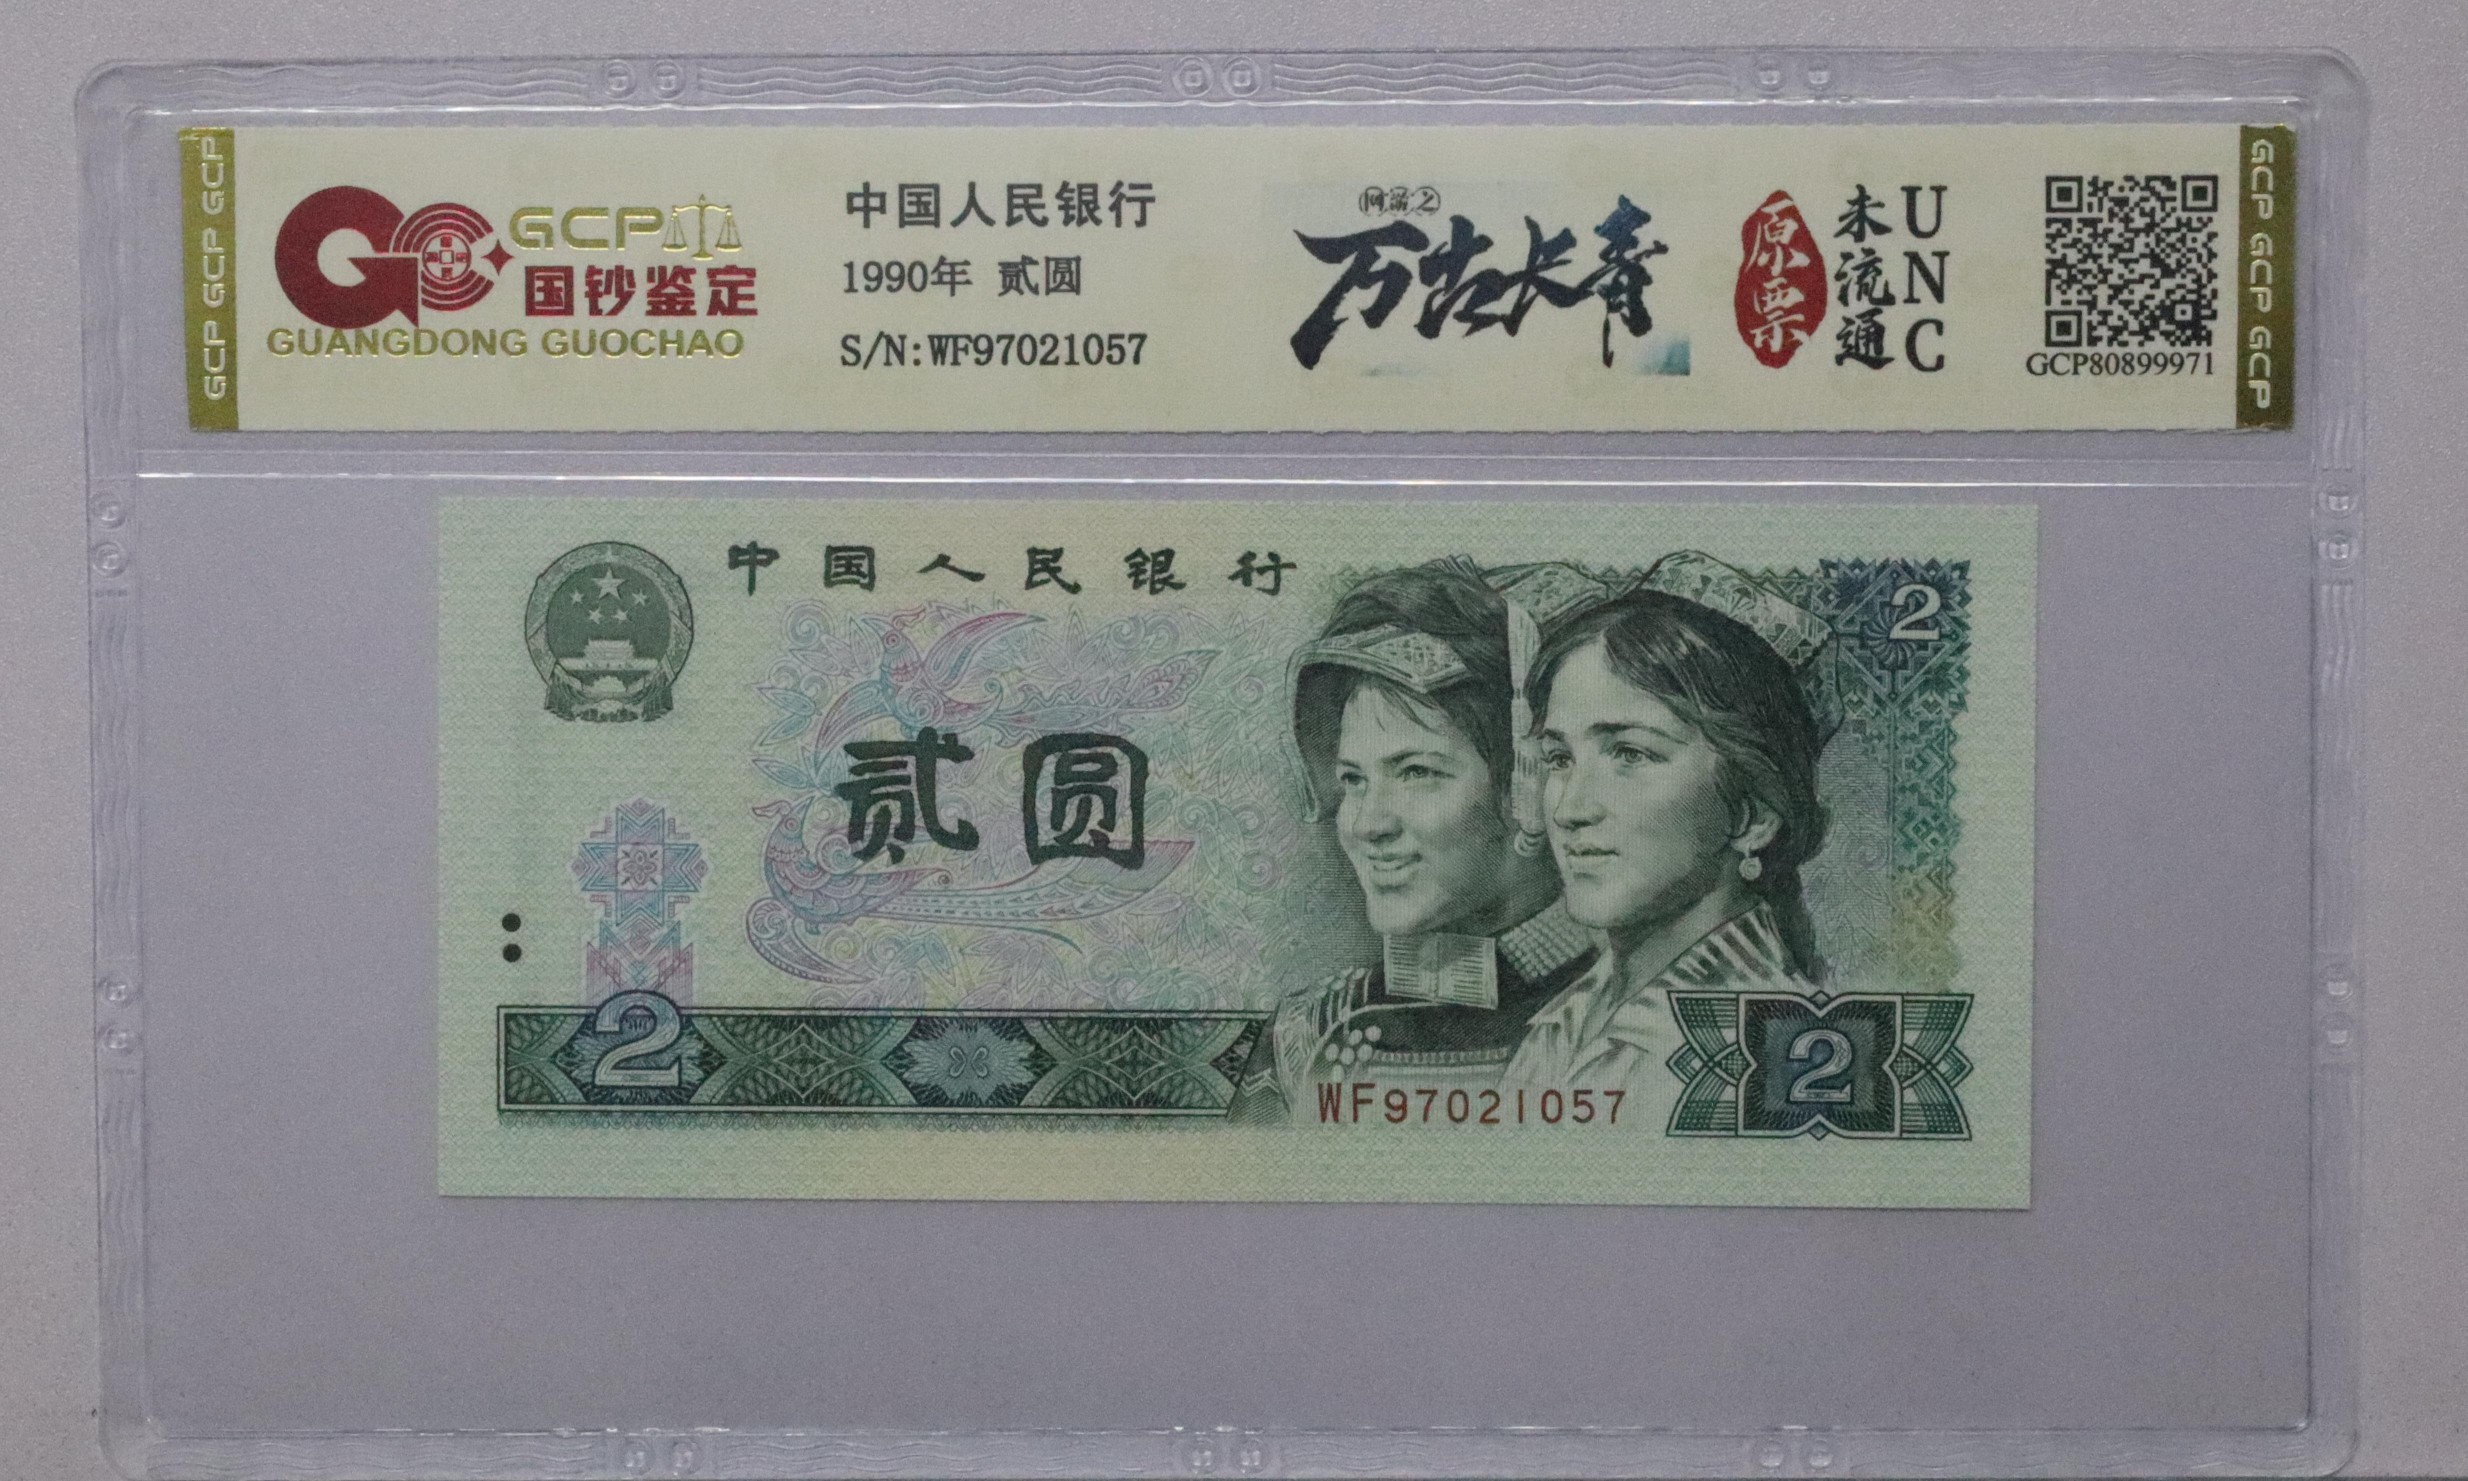 GCP GCP GCP
GCP
国钞鉴定
GUANGDONG GUOCHAO
中国人民银行
1990年 贰圆
S/N:WF97021057
万古长青
原票
未流通
UNC
GCP80899971
GCP GCP GCP
中国人民银行
2
贰圆
2
WF97021057
2